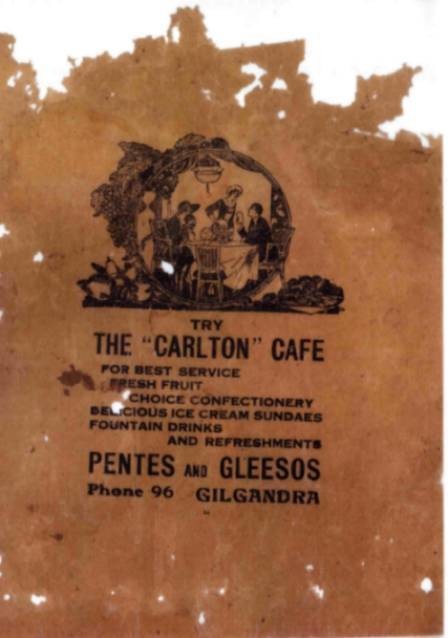 TRY
THE "CARLTON" CAFE
FOR BEST SERVICE
FRESH FRUIT
CHOICE CONFECTIONERY
DELICIOUS ICE CREAM SUNDAES
FOUNTAIN DRINKS
AND REFRESHMENTS
PENTES AND GLEESOS
Phone 96 GILGANDRA